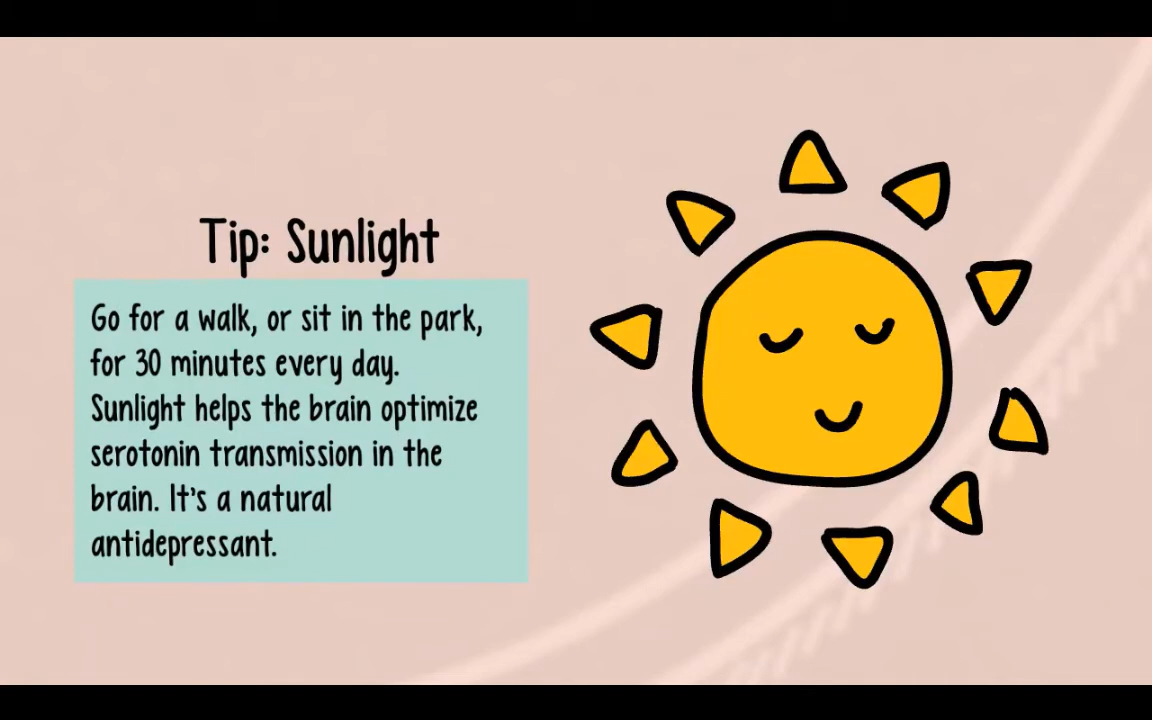 Tip: Sunlight
Go for a walk, or sit in the park,
for 30 minutes every day.
Sunlight helps the brain optimize
serotonin transmission in the
brain. It's a natural
antidepressant.